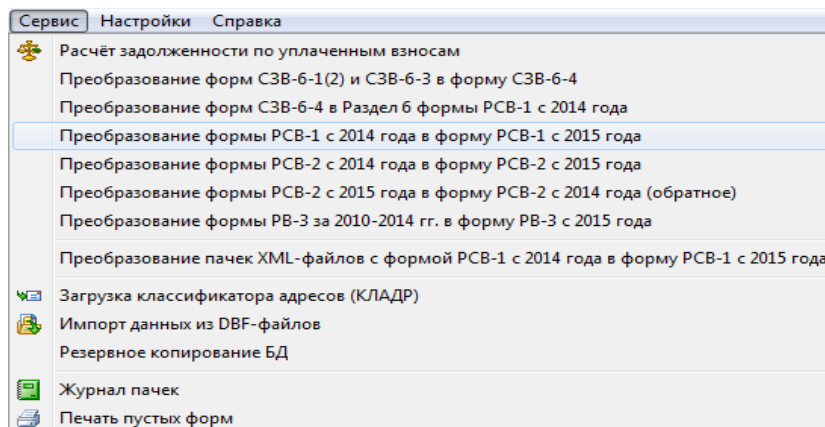 Сервис Настройки Справка
Расчёт задолженности по уплаченным взносам
Преобразование форм СЗВ-6-1(2) и СЗВ-6-3 в форму СЗВ-6-4
Преобразование форм СЗВ-6-4 в Раздел 6 формы РСВ-1 с 2014 года
Преобразование формы РСВ-1 с 2014 года в форму РСВ-1 с 2015 года
Преобразование формы РСВ-2 с 2014 года в форму РСВ-2 с 2015 года
Преобразование формы РСВ-2 с 2015 года в форму РСВ-2 с 2014 года (обратное)
Преобразование формы РВ-3 за 2010-2014 гг. в форму РВ-3 с 2015 года
Преобразование пачек XML-файлов с формой РСВ-1 с 2014 года в форму РСВ-1 с 2015 года
Загрузка классификатора адресов (КЛАДР)
Импорт данных из DBF-файлов
Резервное копирование БД
Журнал пачек
Печать пустых форм